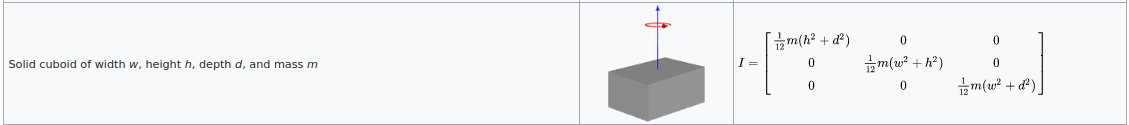 Solid cuboid of width w, height h, depth d, and mass m
I = [ 1/12 m(h² + d²) 0 0
0 1/12 m(w² + h²) 0
0 0 1/12 m(w² + d²) ]